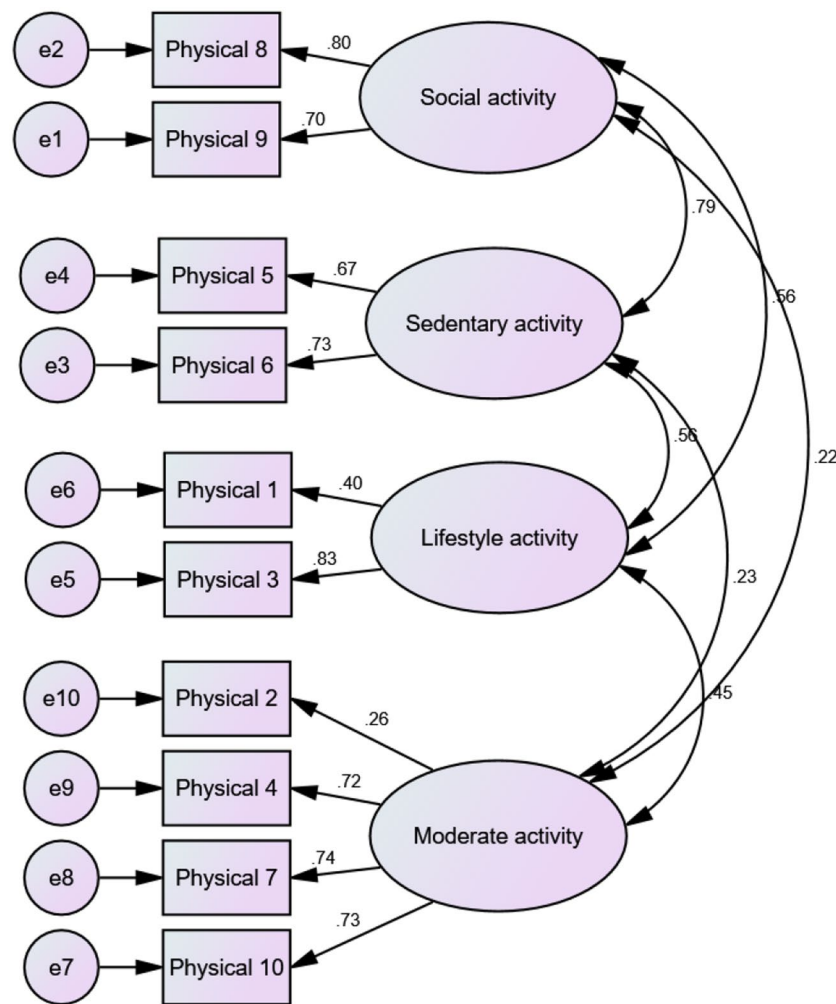 e2
Physical 8
.80
Social activity
e1
Physical 9
.70
.79
e4
Physical 5
.67
Sedentary activity
.56
e3
Physical 6
.73
.56
.22
e6
Physical 1
.40
Lifestyle activity
e5
Physical 3
.83
.23
e10
Physical 2
.26
.45
e9
Physical 4
.72
Moderate activity
e8
Physical 7
.74
e7
Physical 10
.73